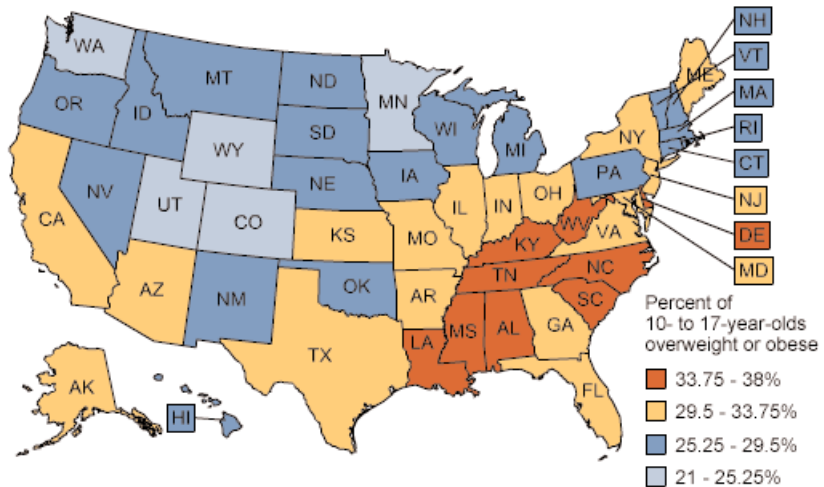 NH
WA
VT
MT
ND
ME
MN
OR
MA
ID
SD
WI
NY
WY
MI
RI
IA
PA
CT
NE
NV
OH
IL
IN
NJ
UT
CO
WV
CA
VA
DE
KS
MO
KY
MD
NC
TN
AZ
OK
NM
AR
SC
Percent of
10- to 17-year-olds
overweight or obese
MS
AL
GA
LA
TX
33.75 - 38%
AK
FL
29.5 - 33.75%
HI
25.25 - 29.5%
21 - 25.25%